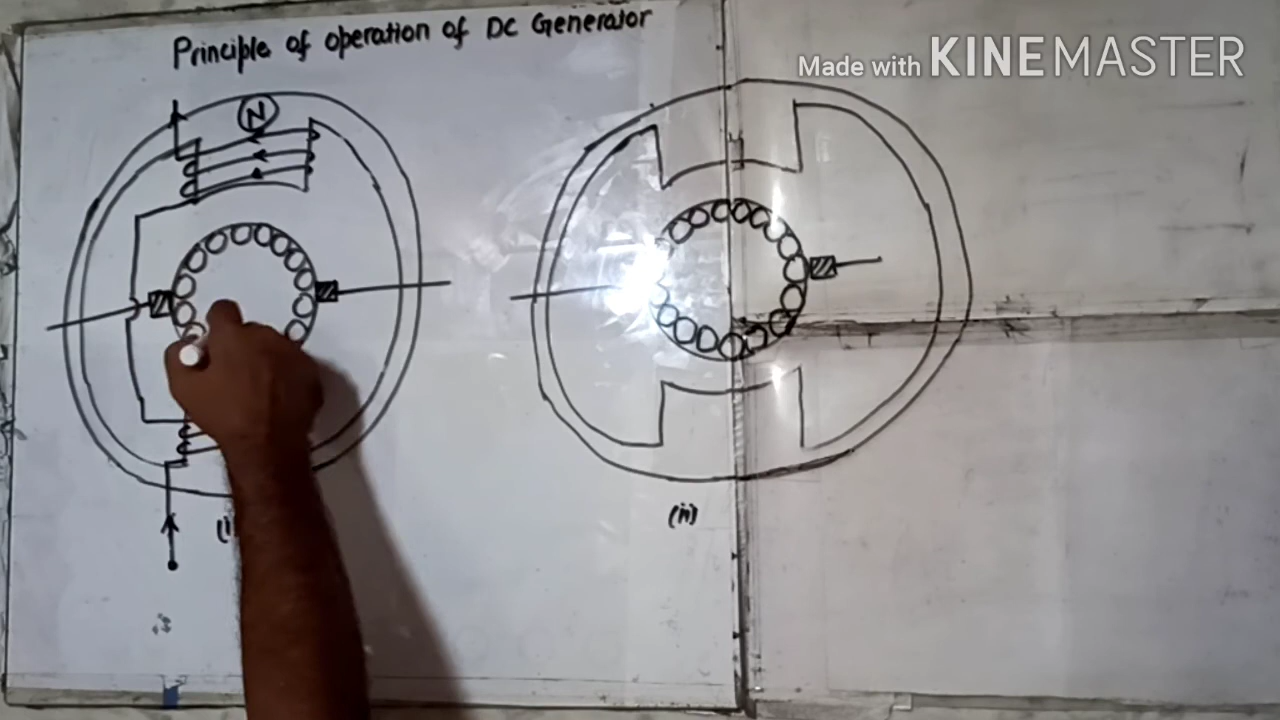 Principle of operation of DC Generator
Made with KINEMASTER
N
(ii)